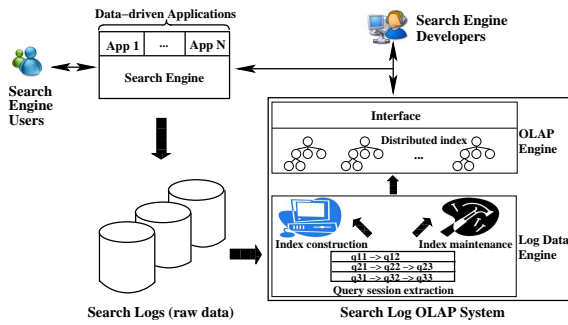 Data−driven Applications
App 1 ... App N
Search Engine
Search Engine Users
Search Engine
Developers
Interface
Distributed index
...
OLAP
Engine
Index construction
Index maintenance
q11 −> q12
q21 −> q22 −> q23
q31 −> q32 −> q33
Query session extraction
Log Data
Engine
Search Logs (raw data)
Search Log OLAP System